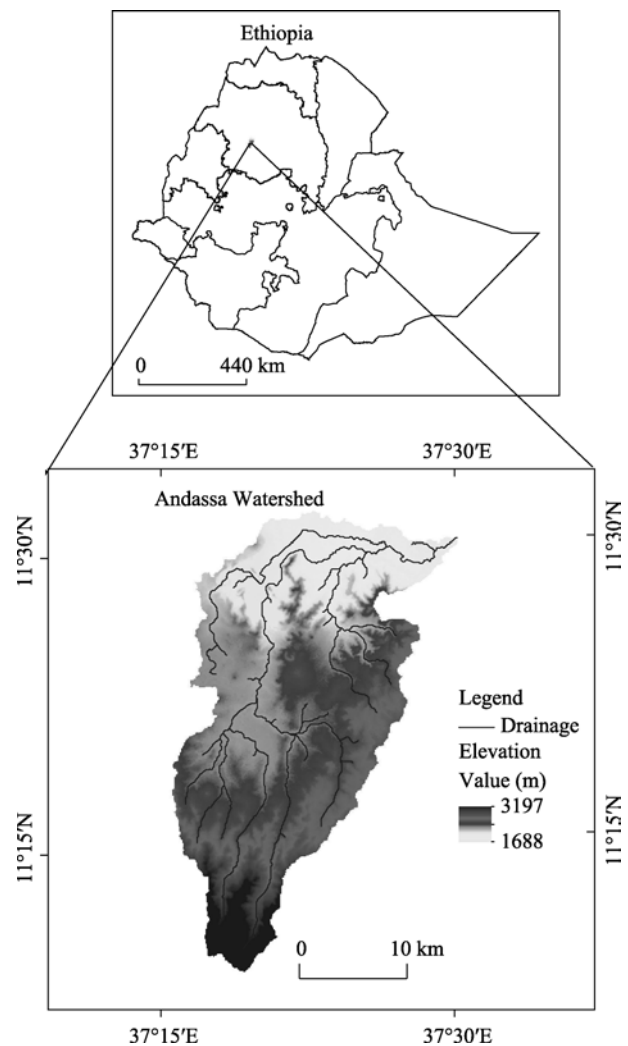 Ethiopia
0 440 km
37°15′E 37°30′E
Andassa Watershed
11°30′N 11°30′N
Legend
Drainage
Elevation
Value (m)
3197
1688
11°15′N 11°15′N
0 10 km
37°15′E 37°30′E